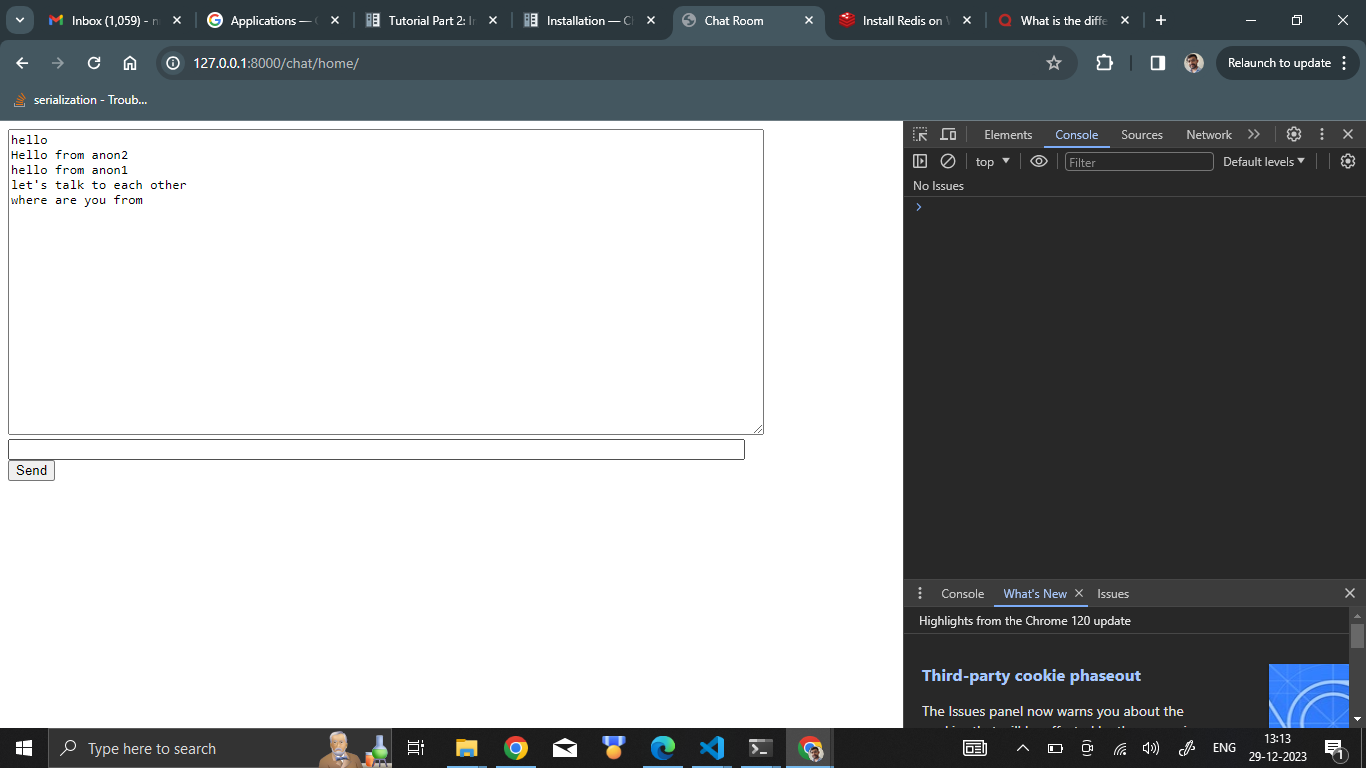 Inbox (1,059) -
Applications —
Tutorial Part 2:
Installation —
Chat Room
Install Redis on
What is the diffe
127.0.0.1:8000/chat/home/
Relaunch to update
serialization - Troub...
hello
Hello from anon2
hello from anon1
let's talk to each other
where are you from
Send
Elements Console Sources Network
top Filter Default levels
No Issues
Console What's New Issues
Highlights from the Chrome 120 update
Third-party cookie phaseout
The Issues panel now warns you about the
Type here to search
ENG
13:13
29-12-2023
1